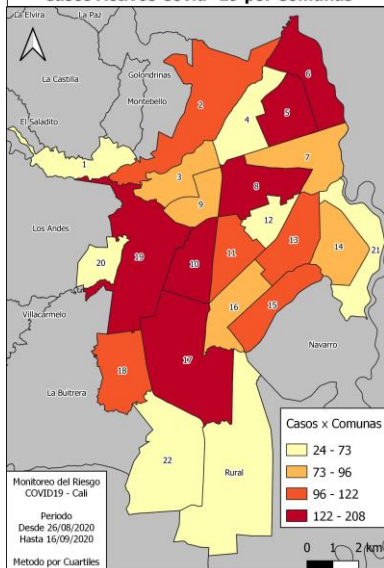 Casos Activos Covid -19 por Comunas
La Elvira
La Paz
La Castilla
Golondrinas
Montebello
El Saladito
Los Andes
Villacarmelo
La Buitrera
Navarro
6
2
5
4
7
1
3
8
9
12
13
14
21
11
20
19
10
16
15
17
18
22
Rural
Casos x Comunas
24 - 73
73 - 96
96 - 122
122 - 208
Monitoreo del Riesgo
COVID19 - Cali
Periodo
Desde 26/08/2020
Hasta 16/09/2020
Metodo por Cuartiles
0 1 2 km